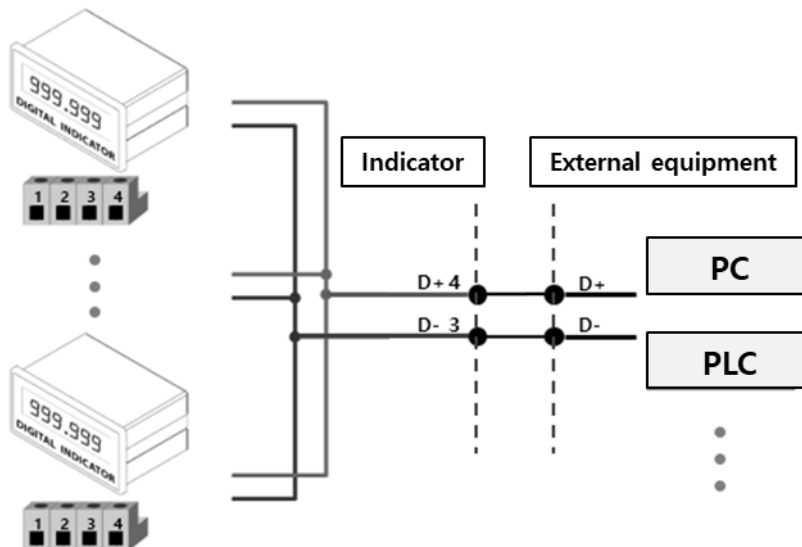 999.999
DIGITAL INDICATOR
1 2 3 4
Indicator
External equipment
D+ 4
D+
PC
D- 3
D-
PLC
999.999
DIGITAL INDICATOR
1 2 3 4